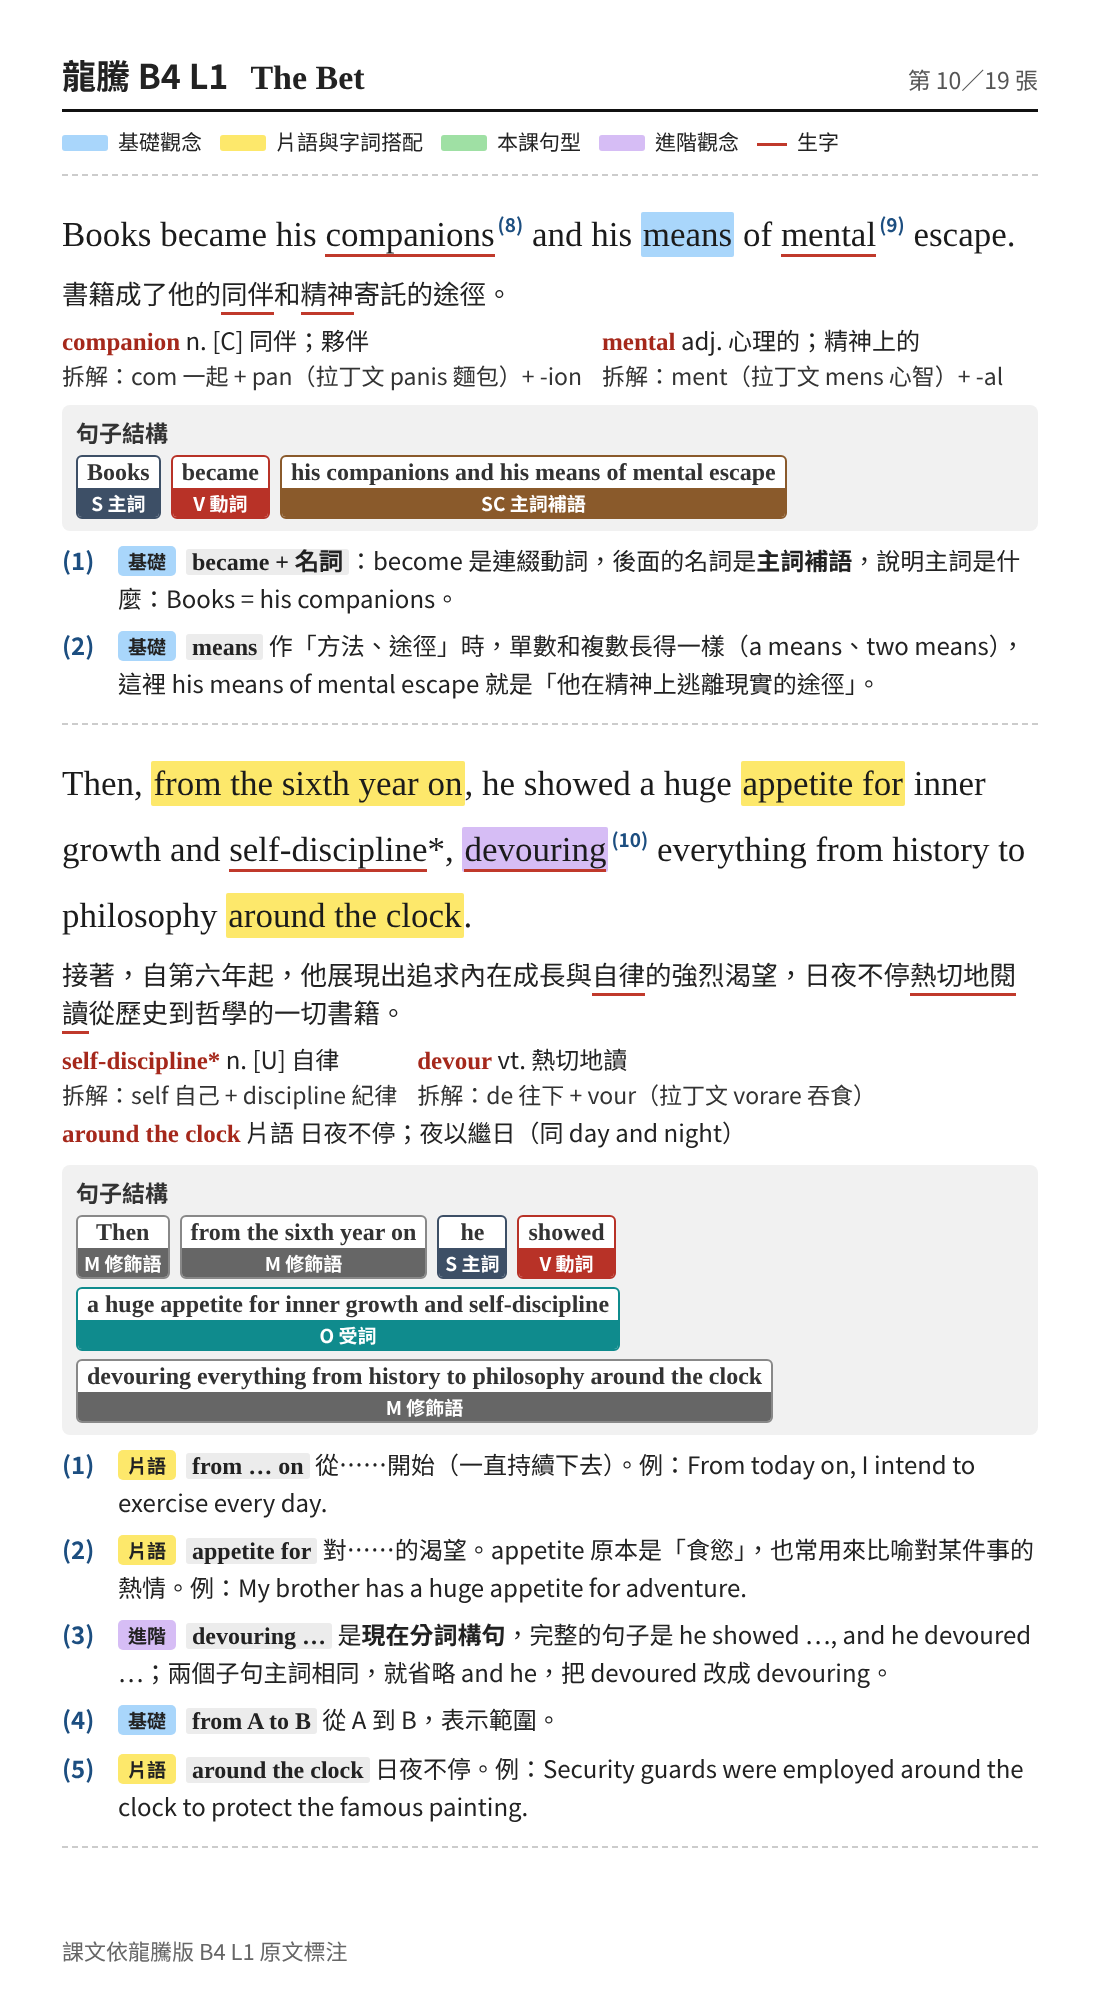 龍騰 B4 L1 The Bet
第 10／19 張
基礎觀念 片語與字詞搭配 本課句型 進階觀念 生字
Books became his companions(8) and his means of mental(9) escape.
書籍成了他的同伴和精神寄託的途徑。
companion n. [C] 同伴；夥伴 mental adj. 心理的；精神上的
拆解：com 一起 + pan（拉丁文 panis 麵包）+ -ion 拆解：ment（拉丁文 mens 心智）+ -al
句子結構
Books became his companions and his means of mental escape
S 主詞 V 動詞 SC 主詞補語
(1) 基礎 became + 名詞：become 是連綴動詞，後面的名詞是主詞補語，說明主詞是什
麼：Books = his companions。
(2) 基礎 means 作「方法、途徑」時，單數和複數長得一樣（a means、two means），
這裡 his means of mental escape 就是「他在精神上逃離現實的途徑」。
Then, from the sixth year on, he showed a huge appetite for inner
growth and self-discipline*, devouring(10) everything from history to
philosophy around the clock.
接著，自第六年起，他展現出追求內在成長與自律的強烈渴望，日夜不停熱切地閱
讀從歷史到哲學的一切書籍。
self-discipline* n. [U] 自律 devour vt. 熱切地讀
拆解：self 自己 + discipline 紀律 拆解：de 往下 + vour（拉丁文 vorare 吞食）
around the clock 片語 日夜不停；夜以繼日（同 day and night）
句子結構
Then from the sixth year on he showed
M 修飾語 M 修飾語 S 主詞 V 動詞
a huge appetite for inner growth and self-discipline
O 受詞
devouring everything from history to philosophy around the clock
M 修飾語
(1) 片語 from … on 從⋯⋯開始（一直持續下去）。例：From today on, I intend to
exercise every day.
(2) 片語 appetite for 對⋯⋯的渴望。appetite 原本是「食慾」，也常用來比喻對某件事的
熱情。例：My brother has a huge appetite for adventure.
(3) 進階 devouring … 是現在分詞構句，完整的句子是 he showed …, and he devoured
…；兩個子句主詞相同，就省略 and he，把 devoured 改成 devouring。
(4) 基礎 from A to B 從 A 到 B，表示範圍。
(5) 片語 around the clock 日夜不停。例：Security guards were employed around the
clock to protect the famous painting.
課文依龍騰版 B4 L1 原文標注